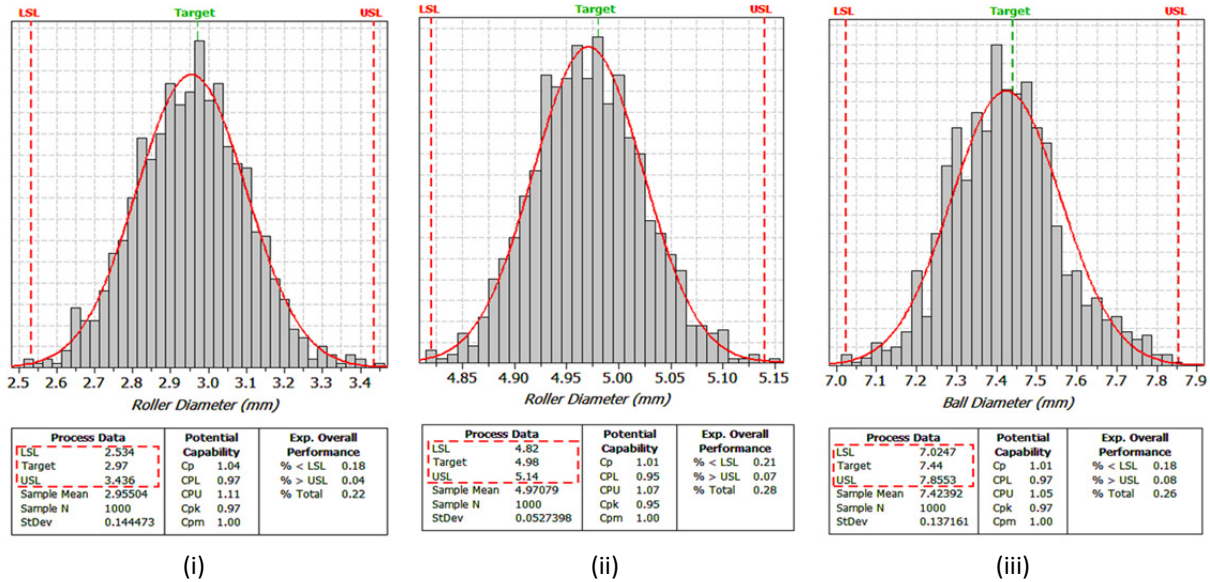 LSL Target USL
2.5 2.6 2.7 2.8 2.9 3.0 3.1 3.2 3.3 3.4
Roller Diameter (mm)
Process Data Potential Capability Exp. Overall Performance
LSL 2.534
Target 2.97
USL 3.436
Sample Mean 2.95504
Sample N 1000
StDev 0.144473
Cp 1.04
CPL 0.97
CPU 1.11
Cpk 0.97
Cpm 1.00
% < LSL 0.18
% > USL 0.04
% Total 0.22
(i)
LSL Target USL
4.85 4.90 4.95 5.00 5.05 5.10 5.15
Roller Diameter (mm)
Process Data Potential Capability Exp. Overall Performance
LSL 4.82
Target 4.98
USL 5.14
Sample Mean 4.97079
Sample N 1000
StDev 0.0527398
Cp 1.01
CPL 0.95
CPU 1.07
Cpk 0.95
Cpm 1.00
% < LSL 0.21
% > USL 0.07
% Total 0.28
(ii)
LSL Target USL
7.0 7.1 7.2 7.3 7.4 7.5 7.6 7.7 7.8 7.9
Ball Diameter (mm)
Process Data Potential Capability Exp. Overall Performance
LSL 7.0247
Target 7.44
USL 7.8553
Sample Mean 7.42392
Sample N 1000
StDev 0.137161
Cp 1.01
CPL 0.97
CPU 1.05
Cpk 0.97
Cpm 1.00
% < LSL 0.18
% > USL 0.08
% Total 0.26
(iii)